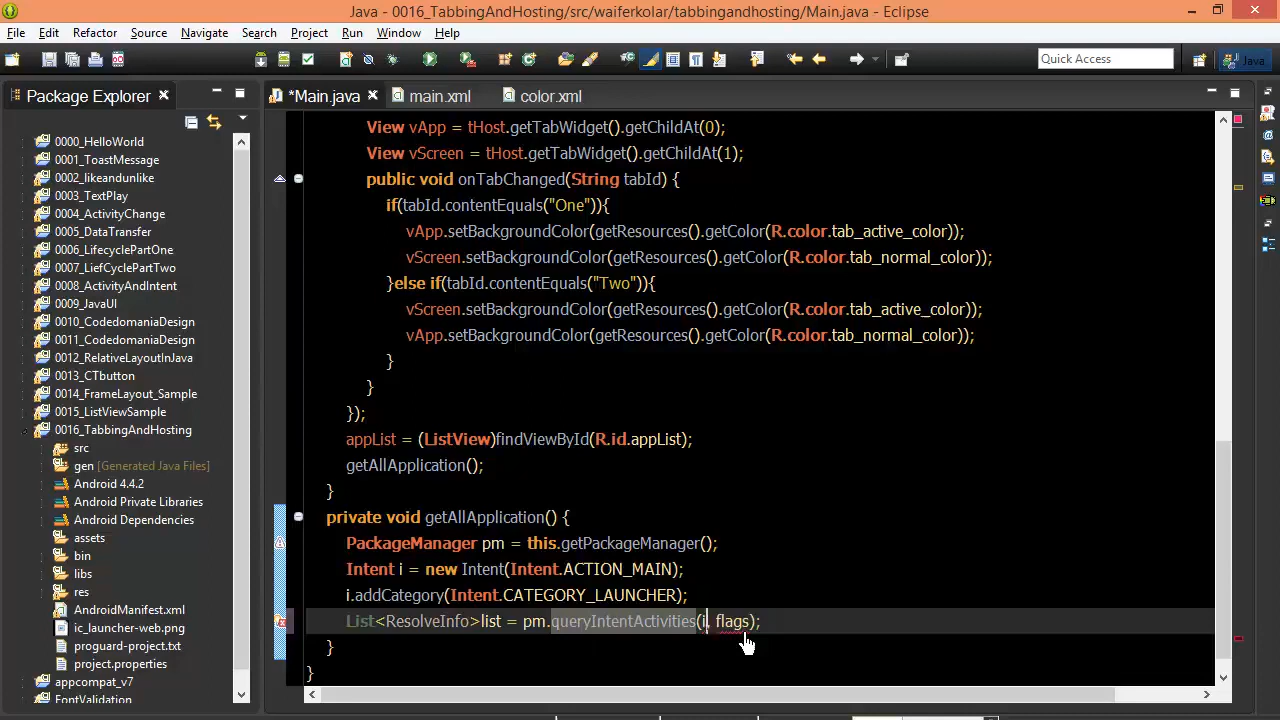 Java - 0016_TabbingAndHosting/src/waiferkolar/tabbingandhosting/Main.java - Eclipse
File Edit Refactor Source Navigate Search Project Run Window Help
Quick Access
Java
Package Explorer
*Main.java
main.xml
color.xml
0000_HelloWorld
0001_ToastMessage
0002_likeandunlike
0003_TextPlay
0004_ActivityChange
0005_DataTransfer
0006_LifecyclePartOne
0007_LiefCyclePartTwo
0008_ActivityAndIntent
0009_JavaUI
0010_CodedomaniaDesign
0011_CodedomaniaDesign
0012_RelativeLayoutInJava
0013_CTbutton
0014_FrameLayout_Sample
0015_ListViewSample
0016_TabbingAndHosting
src
gen [Generated Java Files]
Android 4.4.2
Android Private Libraries
Android Dependencies
assets
bin
libs
res
AndroidManifest.xml
ic_launcher-web.png
proguard-project.txt
project.properties
appcompat_v7
FontValidation
View vApp = tHost.getTabWidget().getChildAt(0);
View vScreen = tHost.getTabWidget().getChildAt(1);
public void onTabChanged(String tabId) {
if(tabId.contentEquals("One")){
vApp.setBackgroundColor(getResources().getColor(R.color.tab_active_color));
vScreen.setBackgroundColor(getResources().getColor(R.color.tab_normal_color));
}else if(tabId.contentEquals("Two")){
vScreen.setBackgroundColor(getResources().getColor(R.color.tab_active_color));
vApp.setBackgroundColor(getResources().getColor(R.color.tab_normal_color));
}
}
});
appList = (ListView)findViewById(R.id.appList);
getAllApplication();
}
private void getAllApplication() {
PackageManager pm = this.getPackageManager();
Intent i = new Intent(Intent.ACTION_MAIN);
i.addCategory(Intent.CATEGORY_LAUNCHER);
List<ResolveInfo>list = pm.queryIntentActivities(i, flags);
}
}